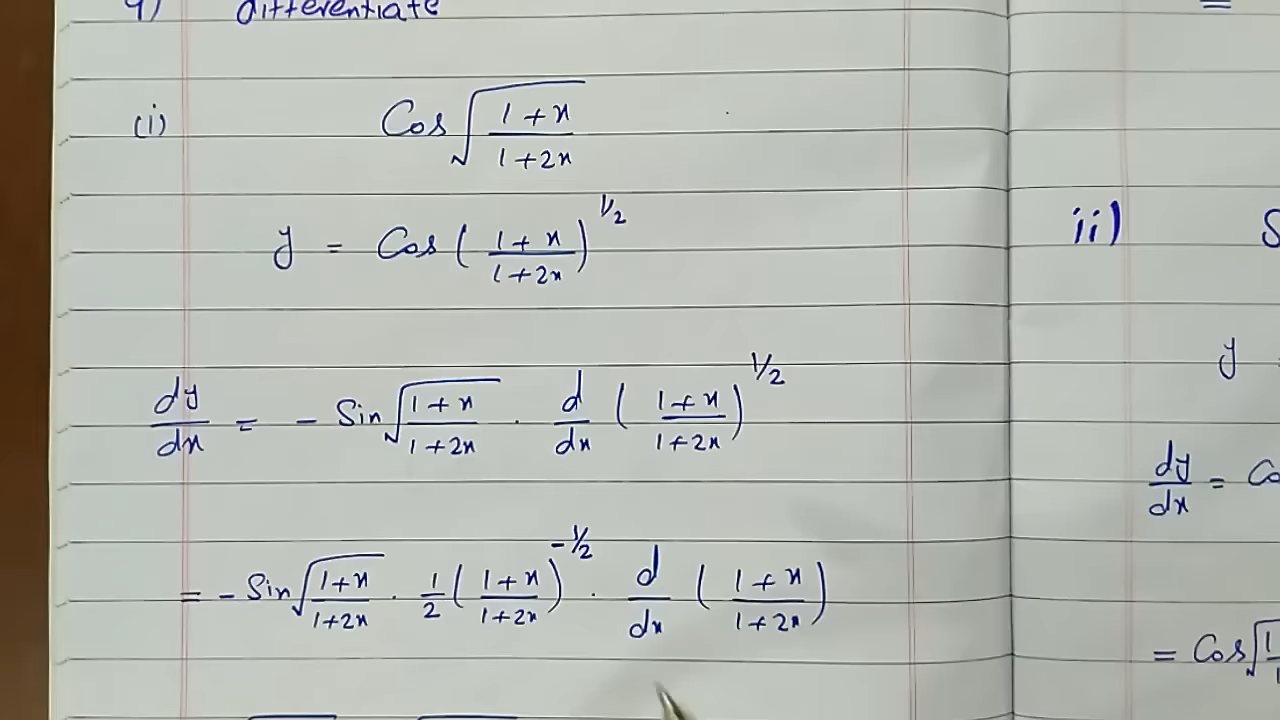 differentiate
(i) Cos √((1+x)/(1+2x))
y = Cos ((1+x)/(1+2x))^1/2
dy/dx = - Sin √((1+x)/(1+2x)) . d/dx ((1+x)/(1+2x))^1/2
= - Sin √((1+x)/(1+2x)) . 1/2 ((1+x)/(1+2x))^-1/2 . d/dx ((1+x)/(1+2x))
=
ii) S
y
dy/dx = Co
= Cos √